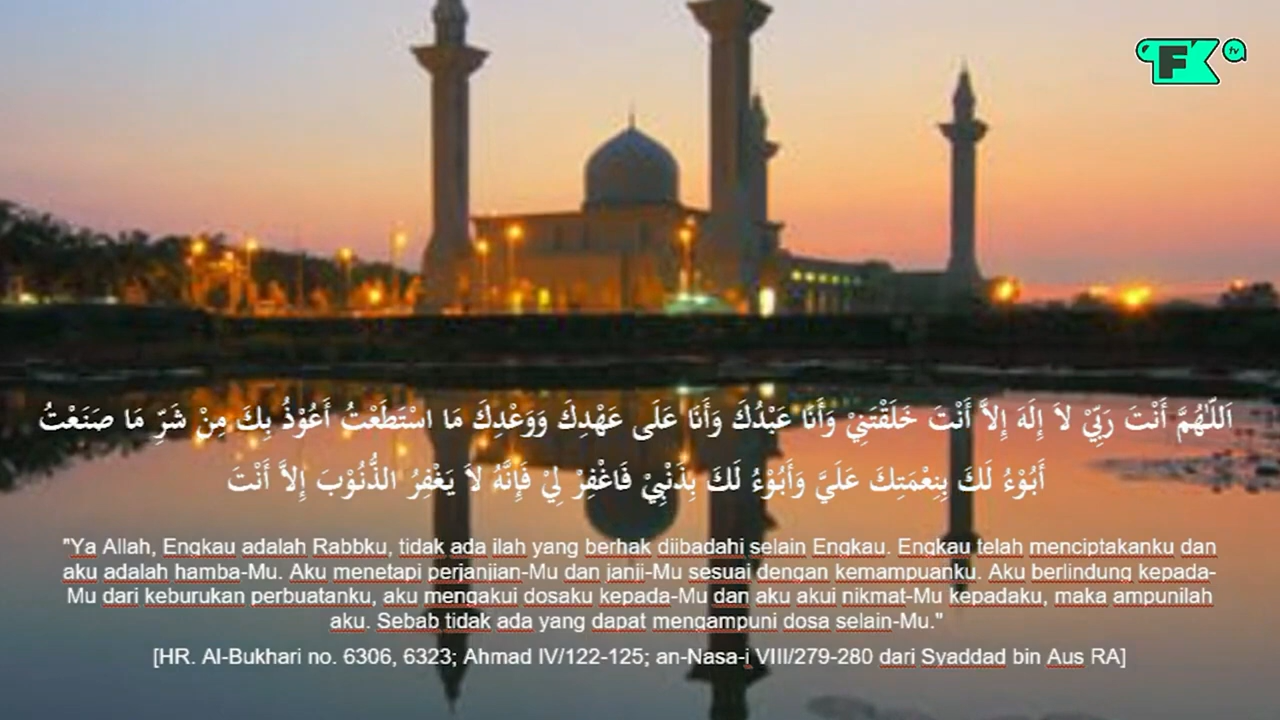 FK tv
اَللّٰهُمَّ أَنْتَ رَبِّيْ لاَ إِلَهَ إِلاَّ أَنْتَ خَلَقْتَنِيْ وَأَنَا عَبْدُكَ وَأَنَا عَلَى عَهْدِكَ وَوَعْدِكَ مَا اسْتَطَعْتُ أَعُوْذُ بِكَ مِنْ شَرِّ مَا صَنَعْتُ
أَبُوْءُ لَكَ بِنِعْمَتِكَ عَلَيَّ وَأَبُوْءُ لَكَ بِذَنْبِيْ فَاغْفِرْ لِيْ فَإِنَّهُ لاَ يَغْفِرُ الذُّنُوْبَ إِلاَّ أَنْتَ
"Ya Allah, Engkau adalah Rabbku, tidak ada ilah yang berhak diibadahi selain Engkau. Engkau telah menciptakanku dan
aku adalah hamba-Mu. Aku menetapi perjanjian-Mu dan janji-Mu sesuai dengan kemampuanku. Aku berlindung kepada-
Mu dari keburukan perbuatanku, aku mengakui dosaku kepada-Mu dan aku akui nikmat-Mu kepadaku, maka ampunilah
aku. Sebab tidak ada yang dapat mengampuni dosa selain-Mu."
[HR. Al-Bukhari no. 6306, 6323; Ahmad IV/122-125; an-Nasa-i VIII/279-280 dari Syaddad bin Aus RA]